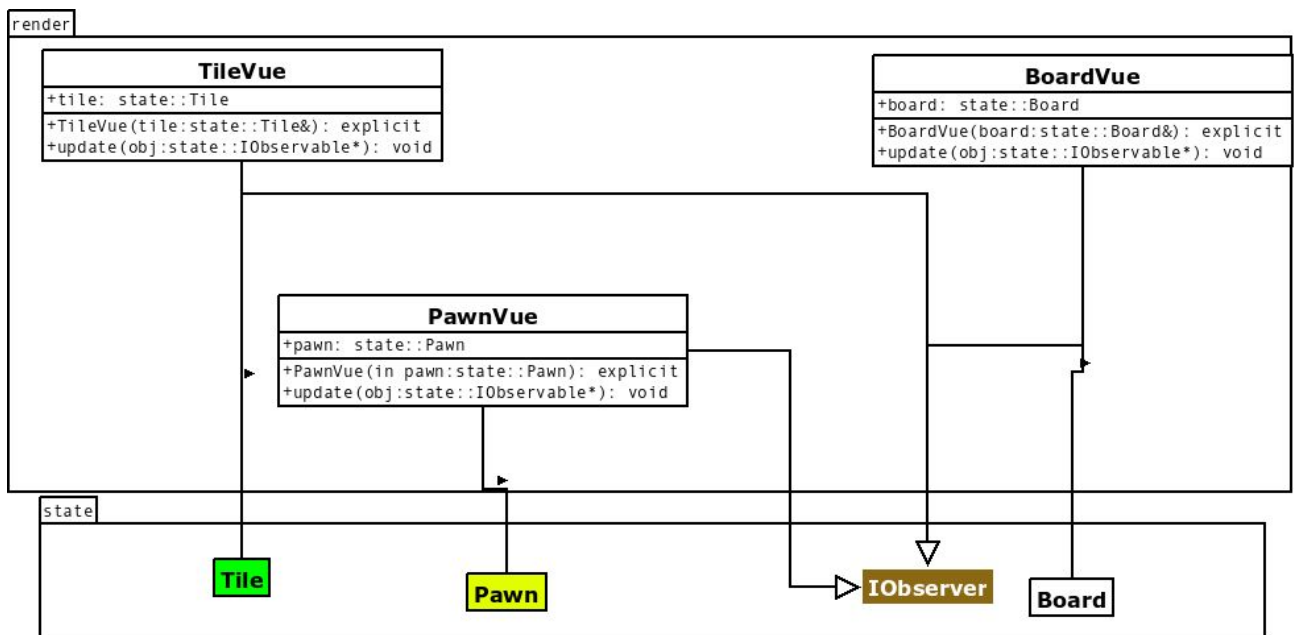 render
TileVue
+tile: state::Tile
+TileVue(tile:state::Tile&): explicit
+update(obj:state::IObservable*): void
BoardVue
+board: state::Board
+BoardVue(board:state::Board&): explicit
+update(obj:state::IObservable*): void
PawnVue
+pawn: state::Pawn
+PawnVue(in pawn:state::Pawn): explicit
+update(obj:state::IObservable*): void
state
Tile
Pawn
IObserver
Board